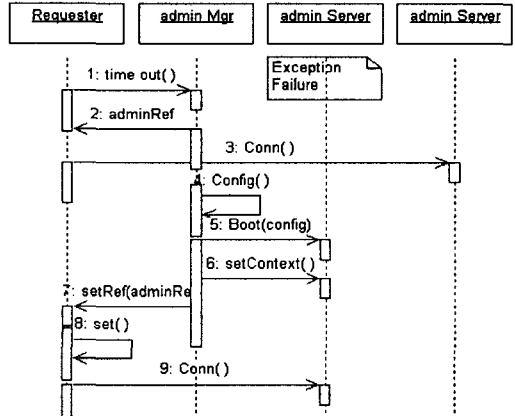 Requester
admin Mgr
admin Server
admin Server
Exception
Failure
1: time out()
2: adminRef
3: Conn()
4: Config()
5: Boot(config)
6: setContext()
7: setRef(adminRe
8: set()
9: Conn()